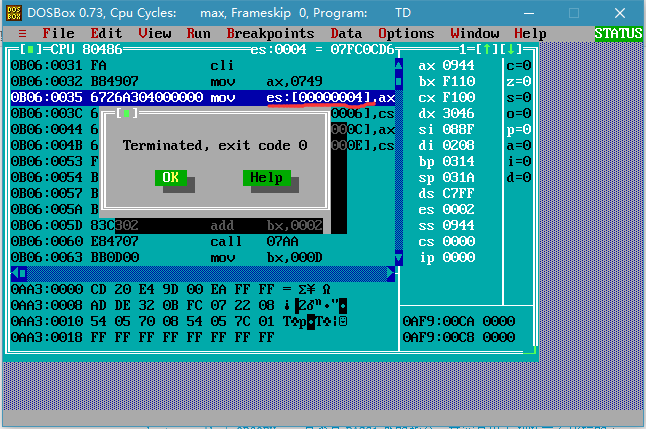 DOS BOX DOSBox 0.73, Cpu Cycles: max, Frameskip 0, Program: TD
≡ File Edit View Run Breakpoints Data Options Window Help STATUS
[■]=CPU 80486 es:0004 = 07FC0CD6 1=[↑][↓]
0B06:0031 FA cli ax 0944 c=0
0B06:0032 B84907 mov ax,0749 bx F110 z=0
0B06:0035 6726A304000000 mov es:[00000004],ax cx F100 s=0
0B06:003C 6 0006],cs dx 3046 o=0
0B06:0044 6 000C],ax si 088F p=0
0B06:004B 6 000E],cs di 0208 a=0
0B06:0053 F bp 0314 i=0
0B06:0054 B sp 031A d=0
0B06:0057 B ds C7FF
0B06:005A B es 0002
0B06:005D 83C302 add bx,0002 ss 0944
0B06:0060 E84707 call 07AA cs 0000
0B06:0063 BB0D00 mov bx,000D ip 0000
[■]
Terminated, exit code 0
OK Help
0AA3:0000 CD 20 E4 9D 00 EA FF FF = Σ¥ Ω
0AA3:0008 AD DE 32 0B FC 07 22 08
0AA3:0010 54 05 70 08 54 05 7C 01
0AA3:0018 FF FF FF FF FF FF FF FF
0AF9:00CA 0000
0AF9:00C8 0000